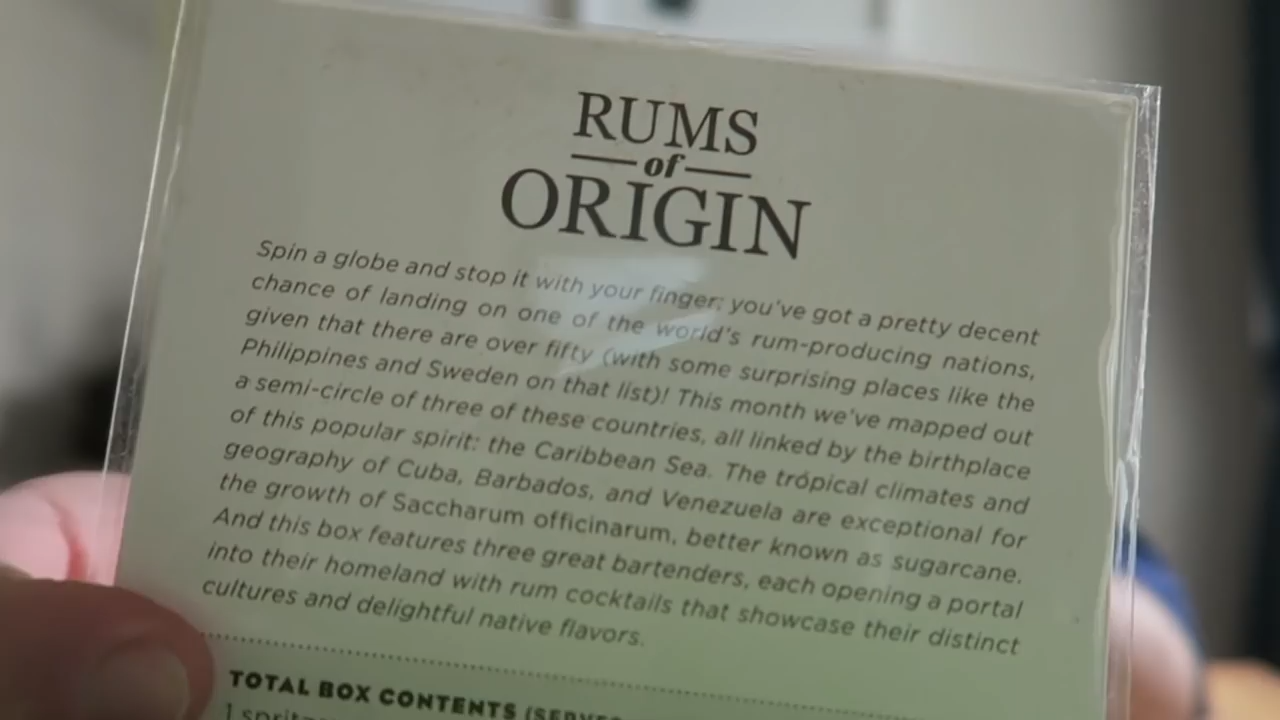 RUMS
of
ORIGIN
Spin a globe and stop it with your finger; you've got a pretty decent
chance of landing on one of the world's rum-producing nations,
given that there are over fifty (with some surprising places like the
Philippines and Sweden on that list)! This month we've mapped out
a semi-circle of three of these countries, all linked by the birthplace
of this popular spirit: the Caribbean Sea. The tropical climates and
geography of Cuba, Barbados, and Venezuela are exceptional for
the growth of Saccharum officinarum, better known as sugarcane.
And this box features three great bartenders, each opening a portal
into their homeland with rum cocktails that showcase their distinct
cultures and delightful native flavors.
TOTAL BOX CONTENTS
1